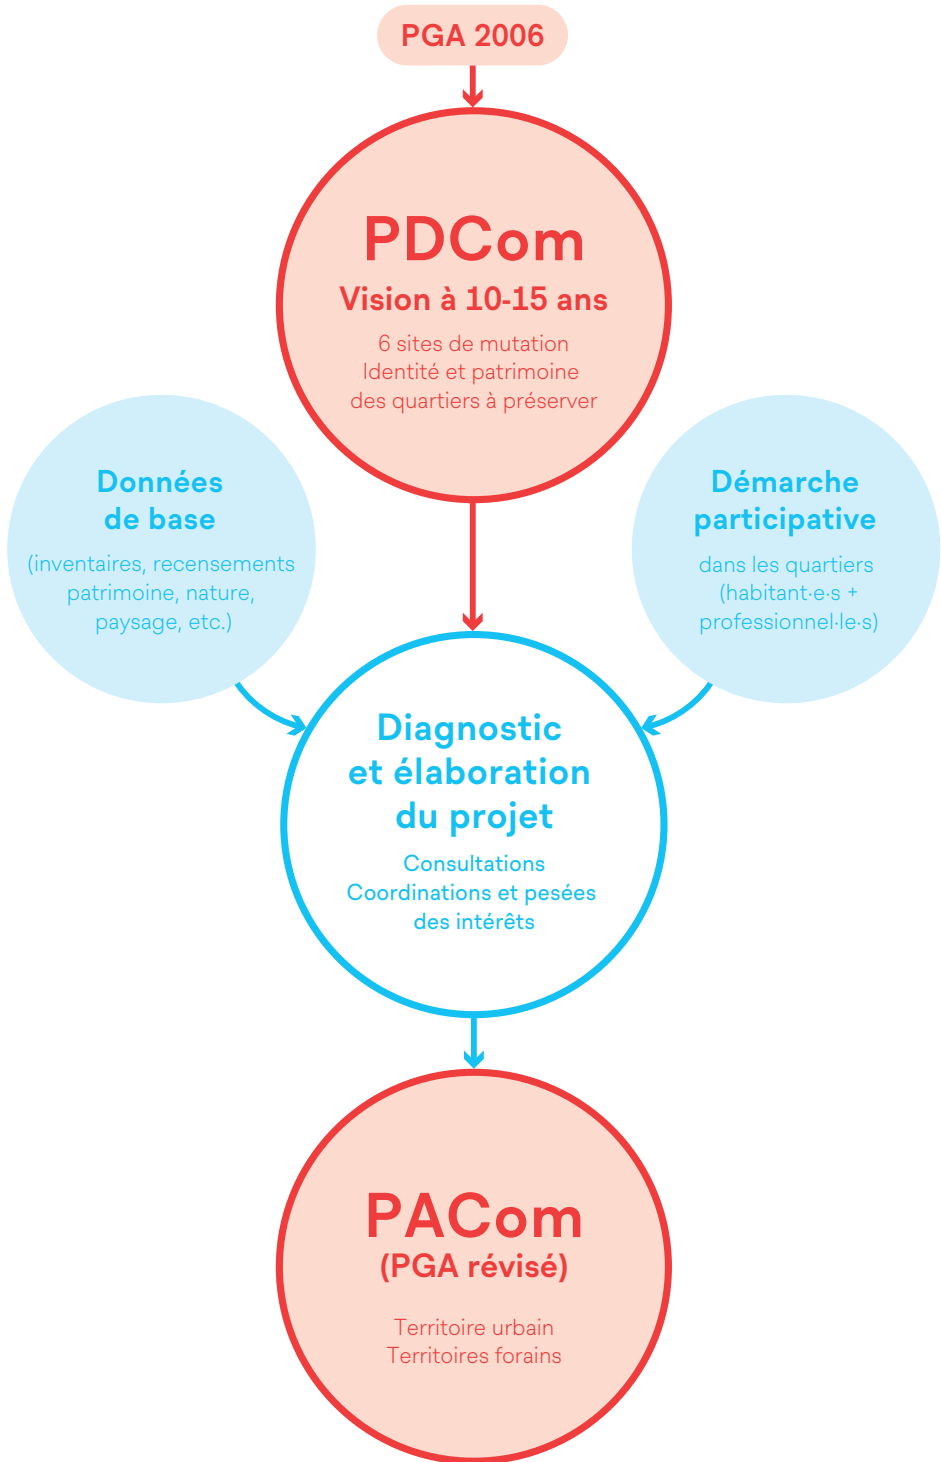 PGA 2006
PDCom
Vision à 10-15 ans
6 sites de mutation
Identité et patrimoine
des quartiers à préserver
Données
de base
(inventaires, recensements
patrimoine, nature,
paysage, etc.)
Démarche
participative
dans les quartiers
(habitant·e·s +
professionnel·le·s)
Diagnostic
et élaboration
du projet
Consultations
Coordinations et pesées
des intérêts
PACom
(PGA révisé)
Territoire urbain
Territoires forains